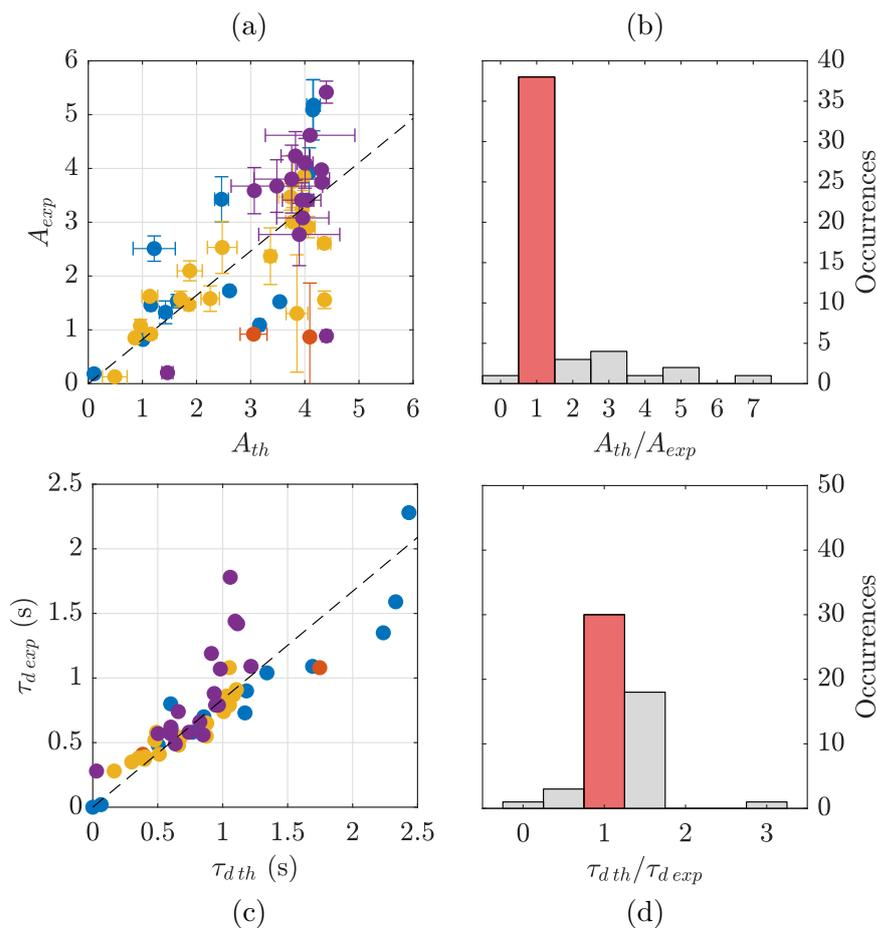 (a)
(b)
6
5
4
3
2
1
0
A_exp
0 1 2 3 4 5 6
A_th
40
35
30
25
20
15
10
5
0
Occurrences
0 1 2 3 4 5 6 7
A_th/A_exp
2.5
2
1.5
1
0.5
0
τ_d exp (s)
0 0.5 1 1.5 2 2.5
τ_d th (s)
50
40
30
20
10
0
Occurrences
0 1 2 3
τ_d th/τ_d exp
(c)
(d)